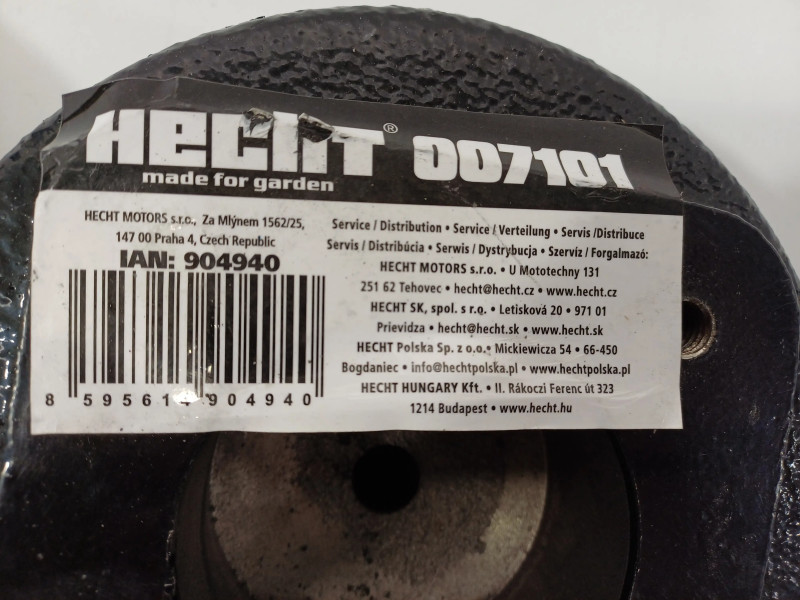 HECHT® 007101
made for garden
HECHT MOTORS s.r.o., Za Mlýnem 1562/25,
147 00 Praha 4, Czech Republic
IAN: 904940
8 595614 904940
Service / Distribution • Service / Verteilung • Servis /Distribuce
Servis / Distribúcia • Serwis / Dystrybucja • Szervíz / Forgalmazó:
HECHT MOTORS s.r.o. • U Mototechny 131
251 62 Tehovec • hecht@hecht.cz • www.hecht.cz
HECHT SK, spol. s r.o. • Letisková 20 • 971 01
Prievidza • hecht@hecht.sk • www.hecht.sk
HECHT Polska Sp. z o.o.• Mickiewicza 54 • 66-450
Bogdaniec • info@hechtpolska.pl • www.hechtpolska.pl
HECHT HUNGARY Kft. • II. Rákoczi Ferenc út 323
1214 Budapest • www.hecht.hu